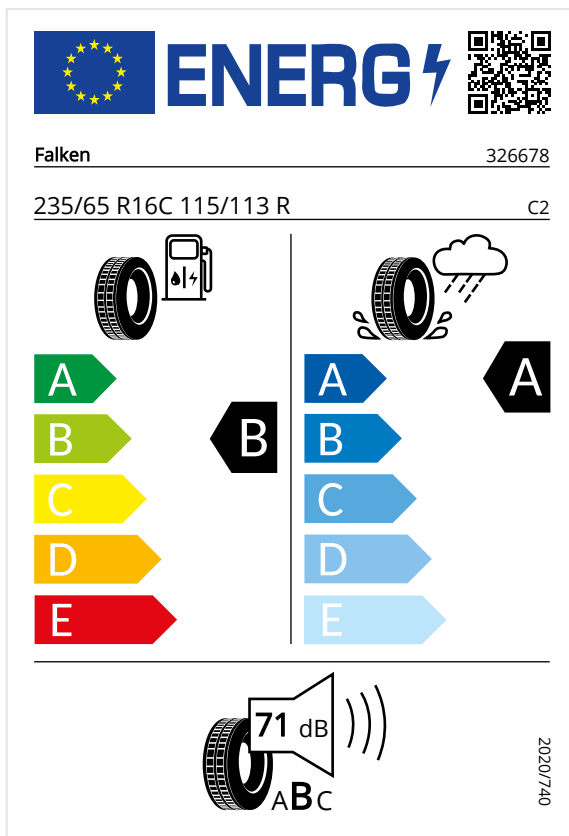 ENERG
Falken 326678
235/65 R16C 115/113 R C2
A A A
B B B
C C
D D
E E
71 dB
ABC
2020/740